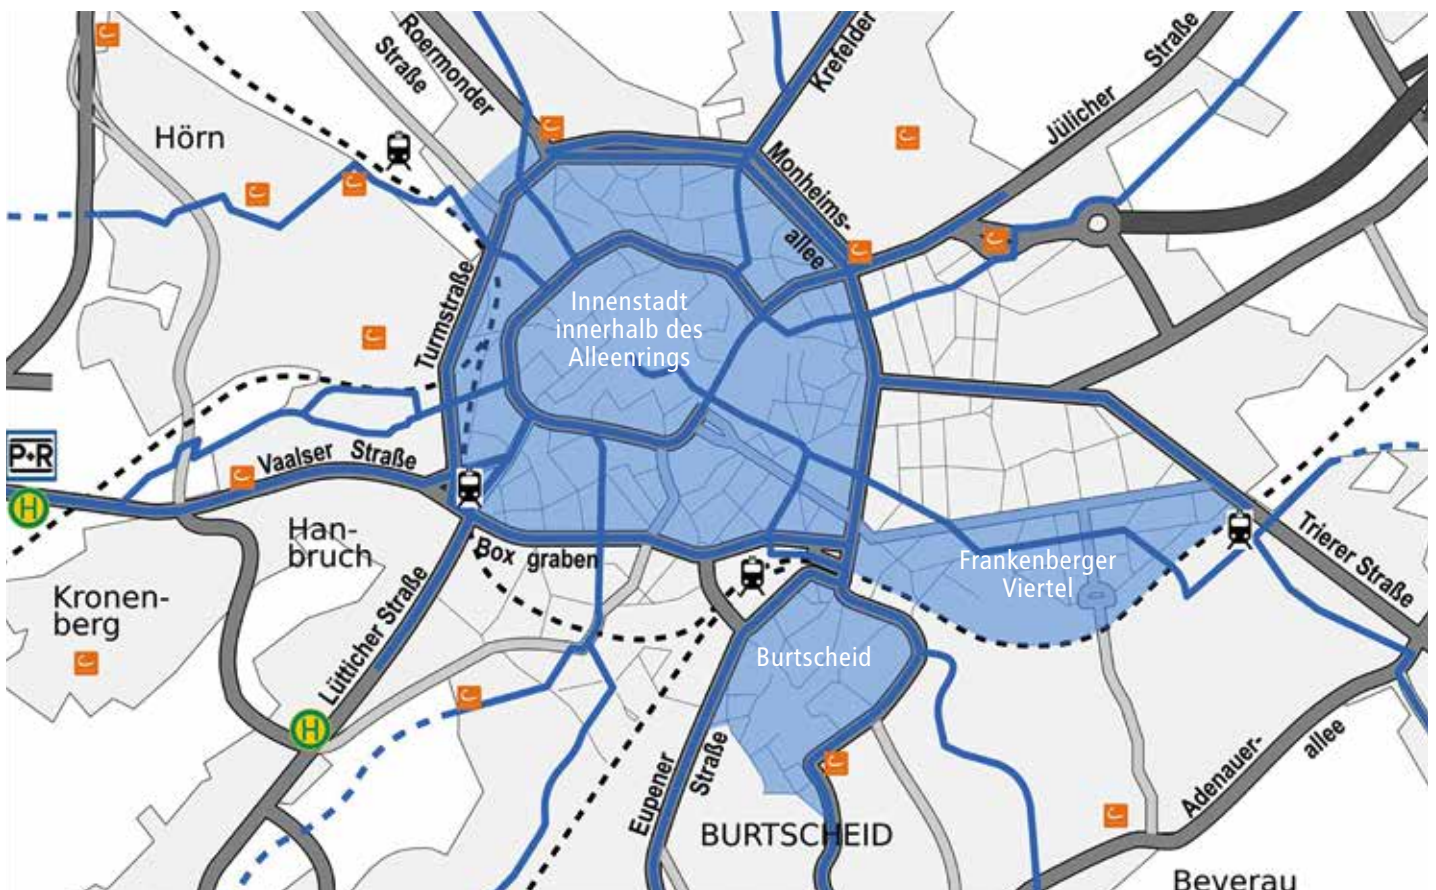 Roermonder
Straße
Krefelder
Jülicher
Straße
Hörn
Monheims-
allee
Turmstraße
Innenstadt
innerhalb des
Alleenrings
P+R
H
Vaalser Straße
Han-
bruch
Box graben
Frankenberger
Viertel
Trierer Straße
Kronen-
berg
Lütticher Straße
Burtscheid
H
Eupener
Straße
BURTSCHEID
Adenauer-
allee
Beverau